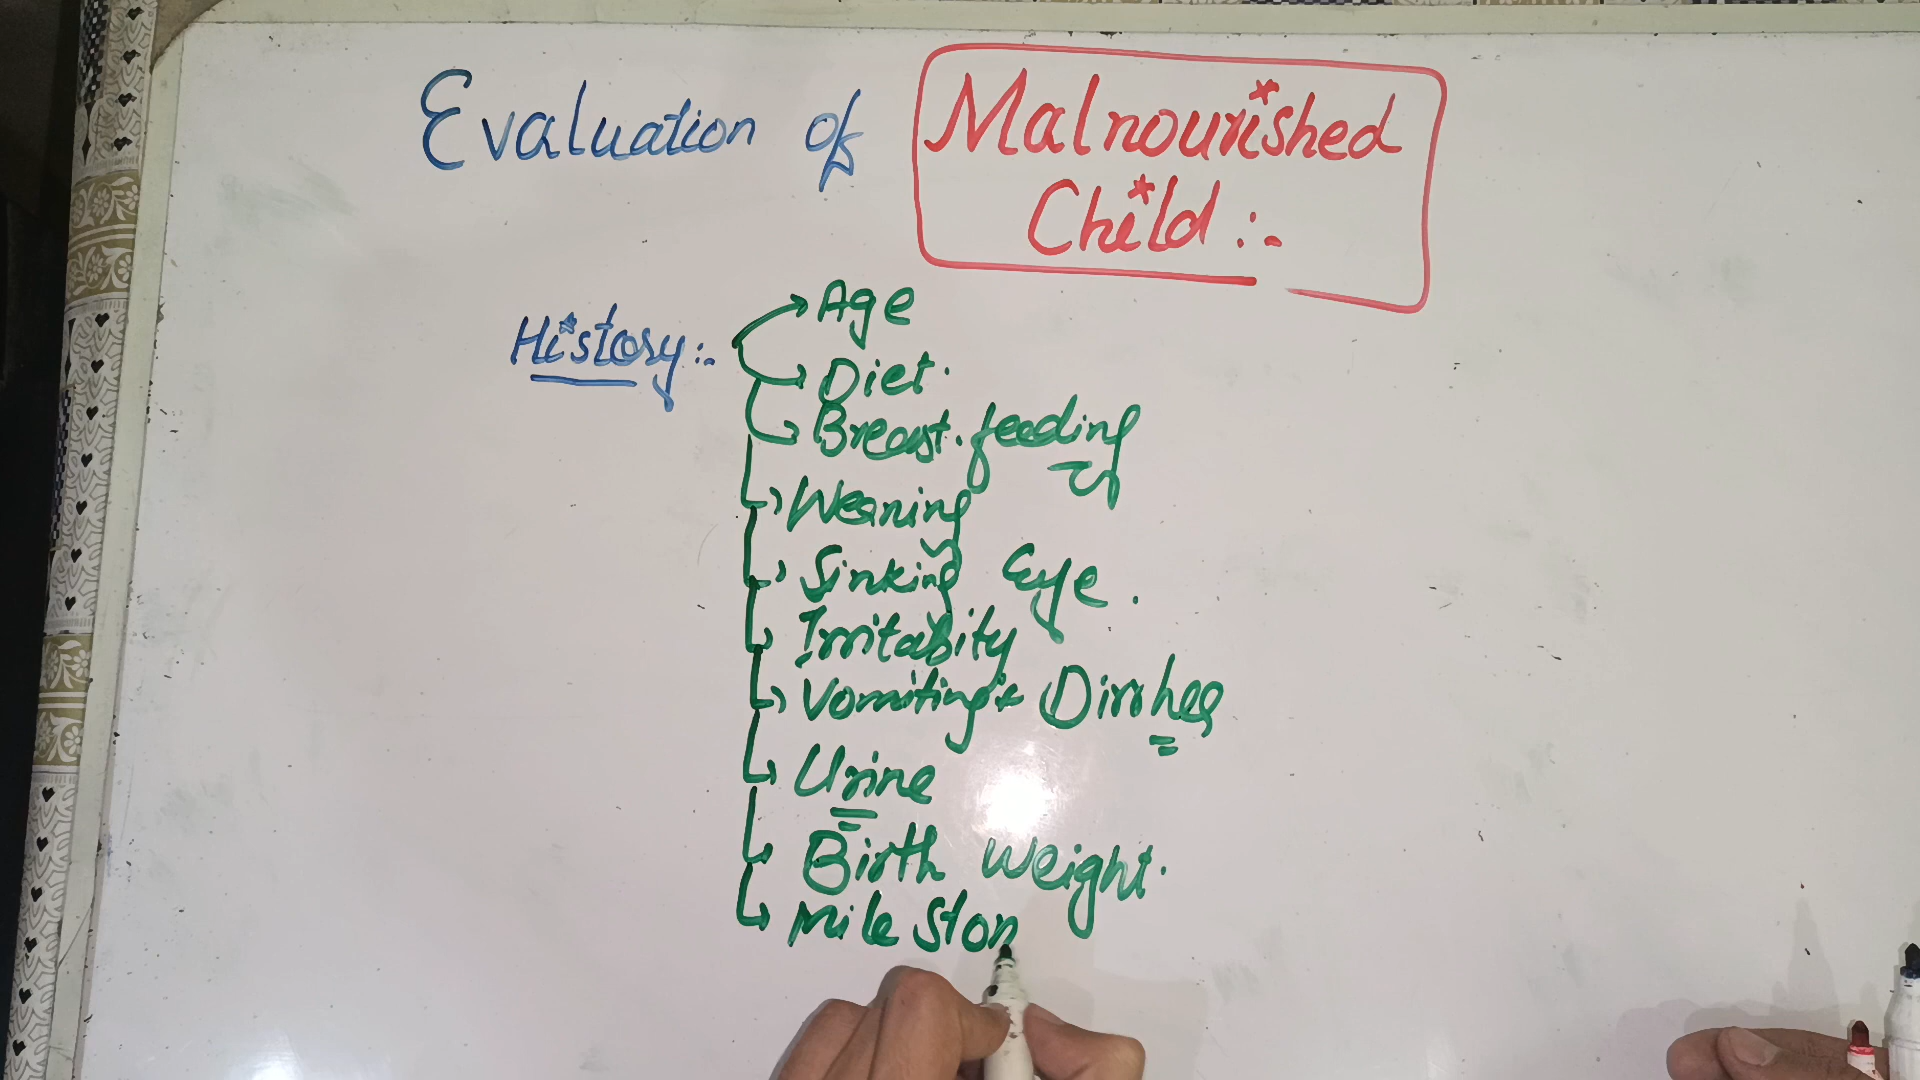 Evaluation of Malnourished
Child :-
History :-
Age
Diet.
Breast.feeding
Weaning
Sinking Eye.
Irritabity
Vomiting+ Dirrhea
Urine
Birth weight.
Mile Ston